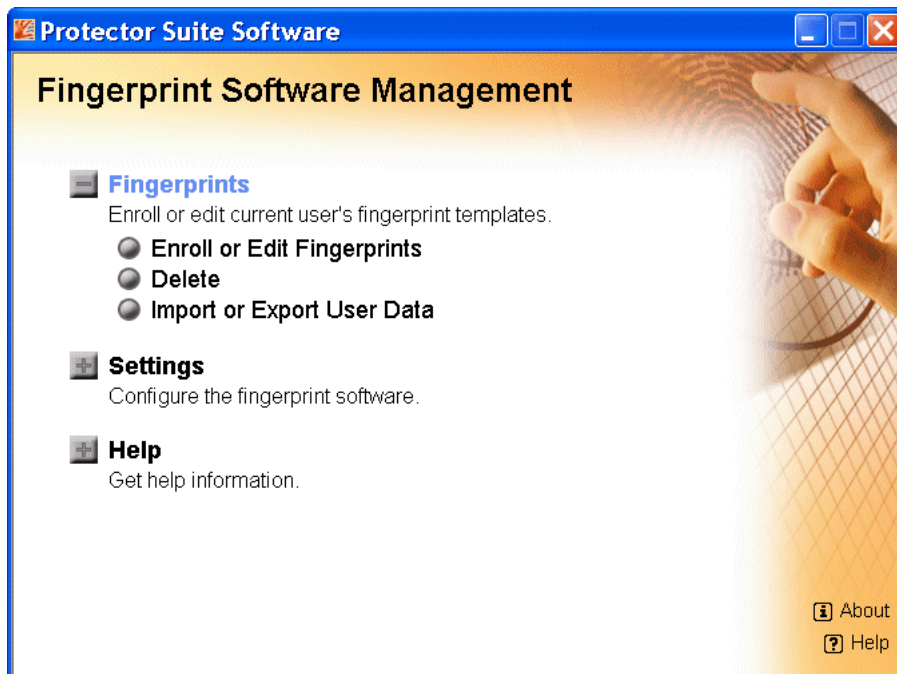 Protector Suite Software
Fingerprint Software Management
Fingerprints
Enroll or edit current user's fingerprint templates.
Enroll or Edit Fingerprints
Delete
Import or Export User Data
Settings
Configure the fingerprint software.
Help
Get help information.
About
Help